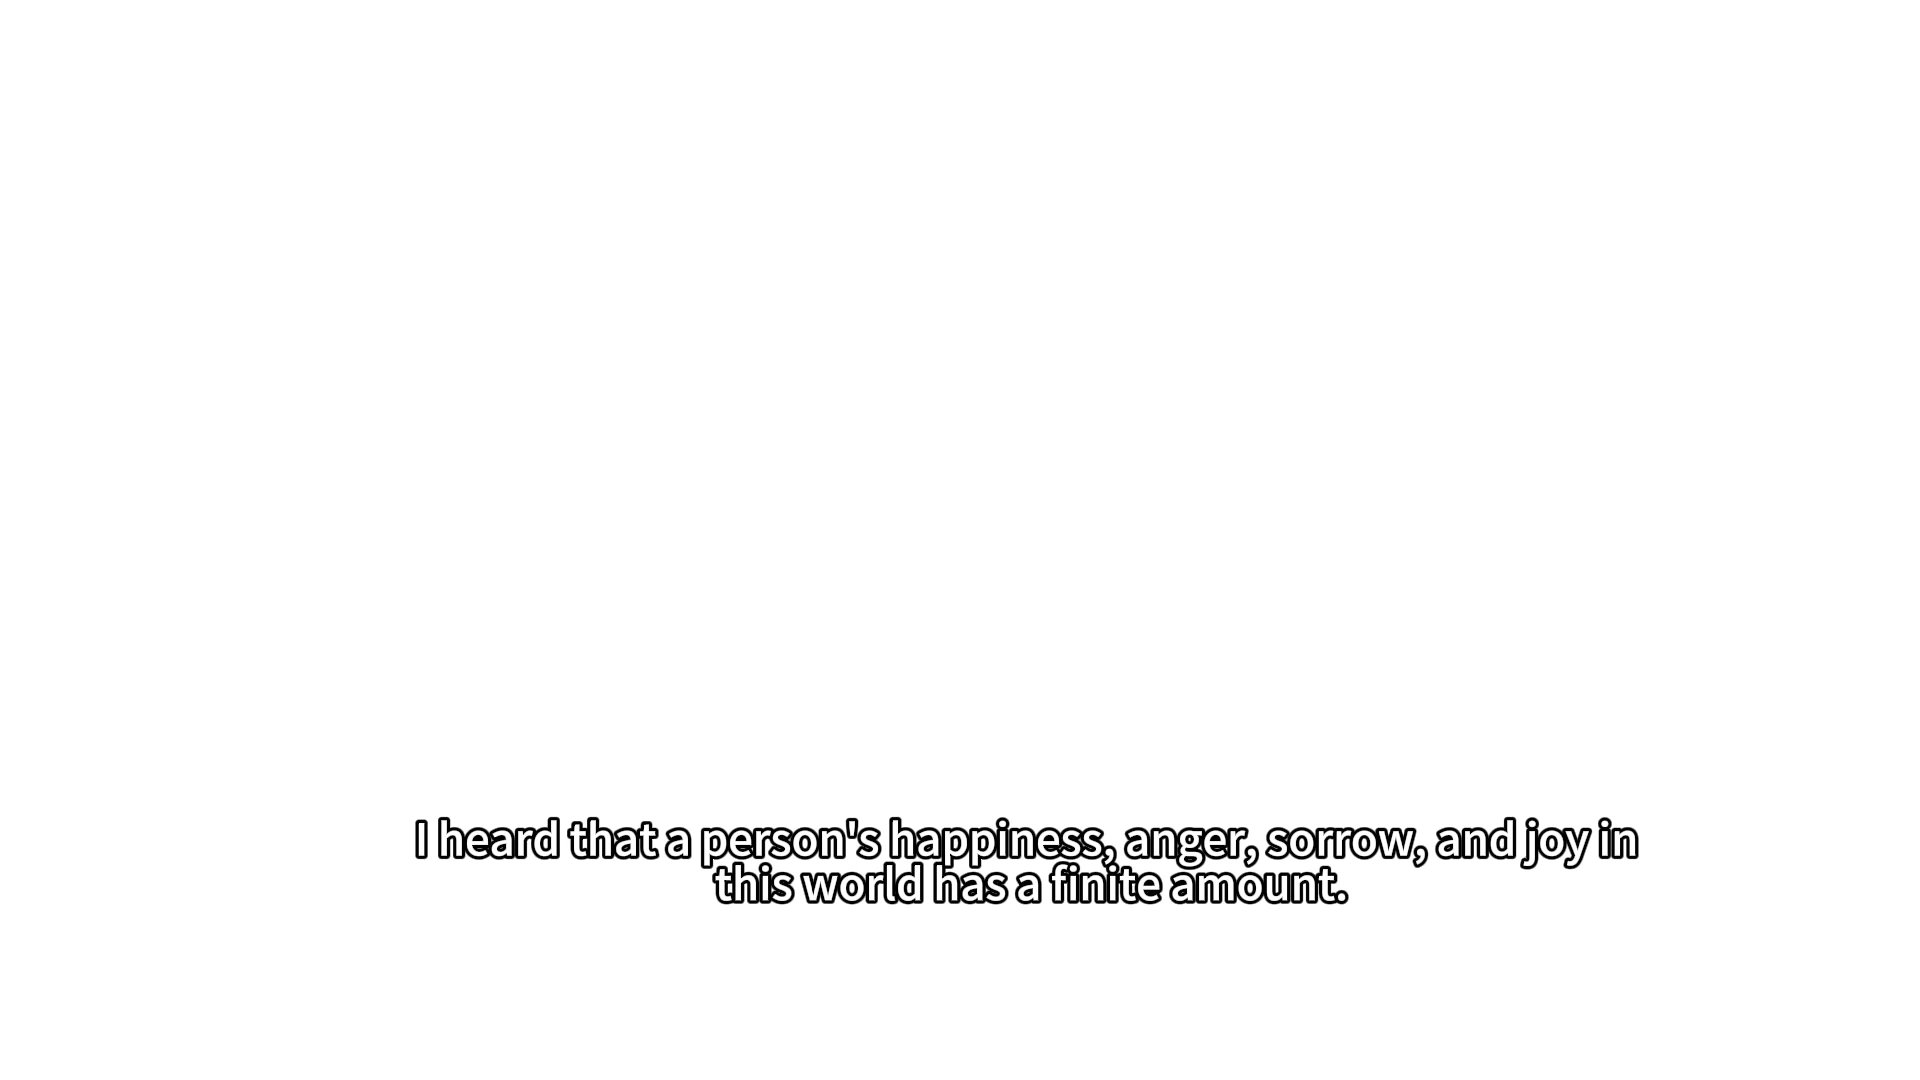 I heard that a person's happiness, anger, sorrow, and joy in
this world has a finite amount.